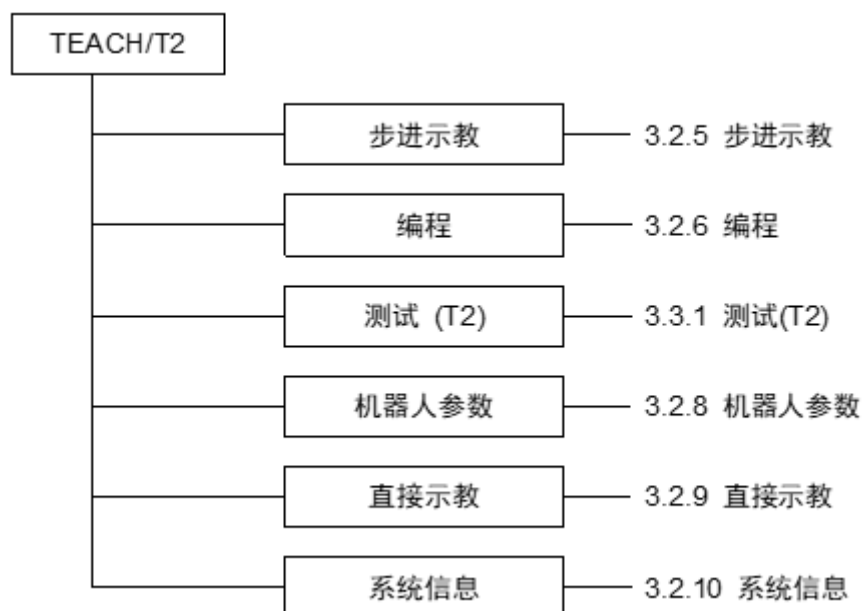 TEACH/T2
步进示教 3.2.5 步进示教
编程 3.2.6 编程
测试 (T2) 3.3.1 测试(T2)
机器人参数 3.2.8 机器人参数
直接示教 3.2.9 直接示教
系统信息 3.2.10 系统信息